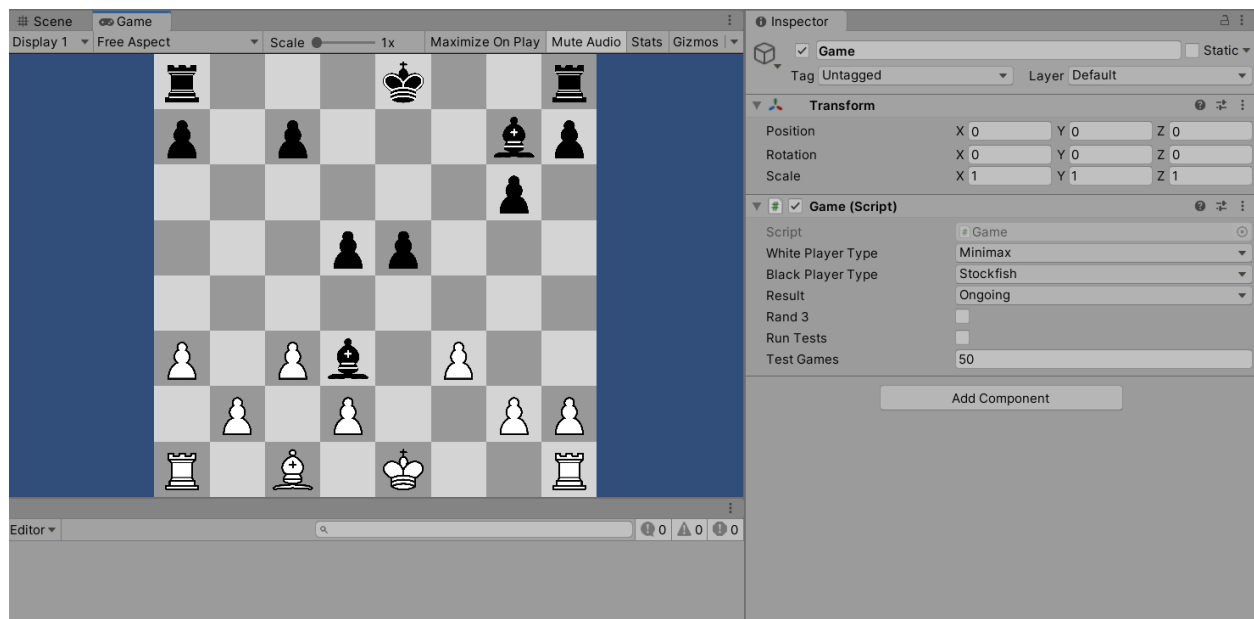 Scene Game
Display 1 Free Aspect Scale 1x Maximize On Play Mute Audio Stats Gizmos
Editor
0 0 0
Inspector
Game Static
Tag Untagged Layer Default
Transform
Position X 0 Y 0 Z 0
Rotation X 0 Y 0 Z 0
Scale X 1 Y 1 Z 1
# Game (Script)
Script # Game
White Player Type Minimax
Black Player Type Stockfish
Result Ongoing
Rand 3
Run Tests
Test Games 50
Add Component